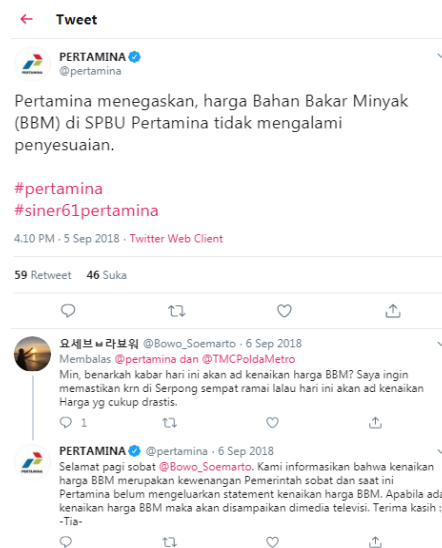 Tweet
PERTAMINA
@pertamina
Pertamina menegaskan, harga Bahan Bakar Minyak
(BBM) di SPBU Pertamina tidak mengalami
penyesuaian.
#pertamina
#siner61pertamina
4.10 PM · 5 Sep 2018 · Twitter Web Client
59 Retweet 46 Suka
요세브ㅂ라뵤워 @Bowo_Soemarto · 6 Sep 2018
Membalas @pertamina dan @TMCPoldaMetro
Min, benarkah kabar hari ini akan ad kenaikan harga BBM? Saya ingin
memastikan krn di Serpong sempat ramai lalau hari ini akan ad kenaikan
Harga yg cukup drastis.
1
PERTAMINA @pertamina · 6 Sep 2018
Selamat pagi sobat @Bowo_Soemarto. Kami informasikan bahwa kenaikan
harga BBM merupakan kewenangan Pemerintah sobat dan saat ini
Pertamina belum mengeluarkan statement kenaikan harga BBM. Apabila ada
kenaikan harga BBM maka akan disampaikan dimedia televisi. Terima kasih :
-Tia-